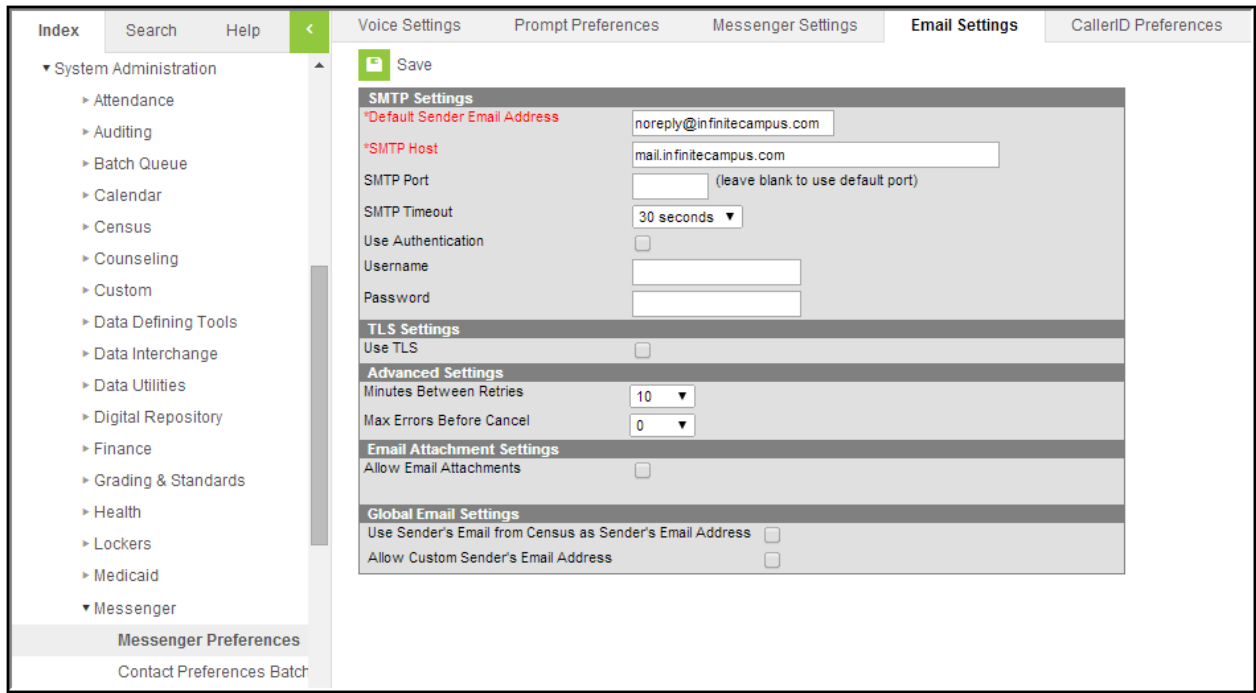 Index Search Help
System Administration
Attendance
Auditing
Batch Queue
Calendar
Census
Counseling
Custom
Data Defining Tools
Data Interchange
Data Utilities
Digital Repository
Finance
Grading & Standards
Health
Lockers
Medicaid
Messenger
Messenger Preferences
Contact Preferences Batch
Voice Settings Prompt Preferences Messenger Settings Email Settings CallerID Preferences
Save
SMTP Settings
*Default Sender Email Address noreply@infinitecampus.com
*SMTP Host mail.infinitecampus.com
SMTP Port (leave blank to use default port)
SMTP Timeout 30 seconds
Use Authentication
Username
Password
TLS Settings
Use TLS
Advanced Settings
Minutes Between Retries 10
Max Errors Before Cancel 0
Email Attachment Settings
Allow Email Attachments
Global Email Settings
Use Sender's Email from Census as Sender's Email Address
Allow Custom Sender's Email Address